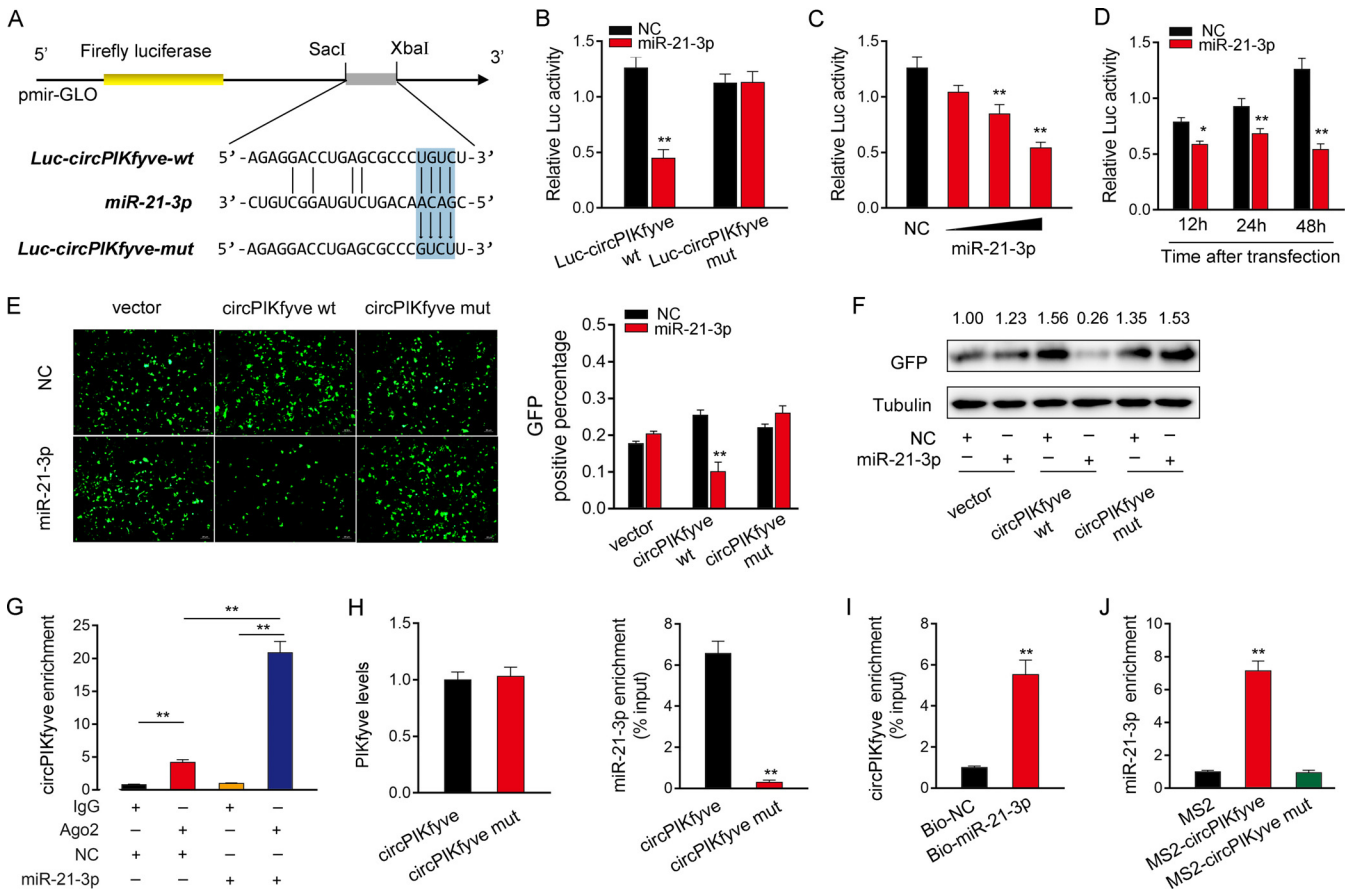 A
5’ Firefly luciferase SacI XbaI 3’
pmir-GLO
Luc-circPIKfyve-wt 5’-AGAGGACCUGAGCGCCCUGUCUU-3’
miR-21-3p 3’-CUGUCGGAUGUCUGACAACAGC-5’
Luc-circPIKfyve-mut 5’-AGAGGACCUGAGCGCCCGUCUU-3’
B
NC
miR-21-3p
Relative Luc activity
1.5
1.0
0.5
0.0
Luc-circPIKfyve wt
Luc-circPIKfyve mut
C
NC
miR-21-3p
Relative Luc activity
1.5
1.0
0.5
0.0
**
**
**
NC
miR-21-3p
D
NC
miR-21-3p
Relative Luc activity
1.5
1.0
0.5
0.0
*
**
**
12h 24h 48h
Time after transfection
E
vector circPIKfyve wt circPIKfyve mut
NC
miR-21-3p
NC
miR-21-3p
GFP
positive percentage
0.5
0.4
0.3
0.2
0.1
0.0
**
vector
circPIKfyve wt
circPIKfyve mut
F
1.00 1.23 1.56 0.26 1.35 1.53
GFP
Tubulin
NC + − + − + −
miR-21-3p − + − + − +
vector
circPIKfyve wt
circPIKfyve mut
G
circPIKfyve enrichment
25
20
15
10
5
0
**
**
**
IgG + − + −
Ago2 − + − +
NC + + − −
miR-21-3p − − + +
H
PIKfyve levels
1.5
1.0
0.5
0.0
circPIKfyve
circPIKfyve mut
miR-21-3p enrichment
(% input)
8
6
4
2
0
**
circPIKfyve
circPIKfyve mut
I
circPIKfyve enrichment
(% input)
8
6
4
2
0
**
Bio-NC
Bio-miR-21-3p
J
miR-21-3p enrichment
10
8
6
4
2
0
**
MS2
MS2-circPIKfyve
MS2-circPIKfyve mut